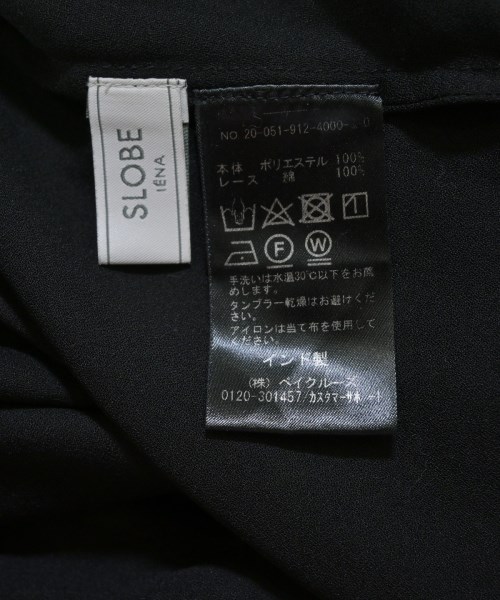 SLOBE
IÉNA
NO. 20-051-912-4000- 0
本体 ポリエステル 100%
レース 綿 100%
F W
手洗いは水温30℃以下をお薦
めします。
タンブラー乾燥はお避けくだ
さい。
アイロンは当て布を使用して
ください。
インド製
(株) ベイクルーズ
0120-301457/カスタマーサポート